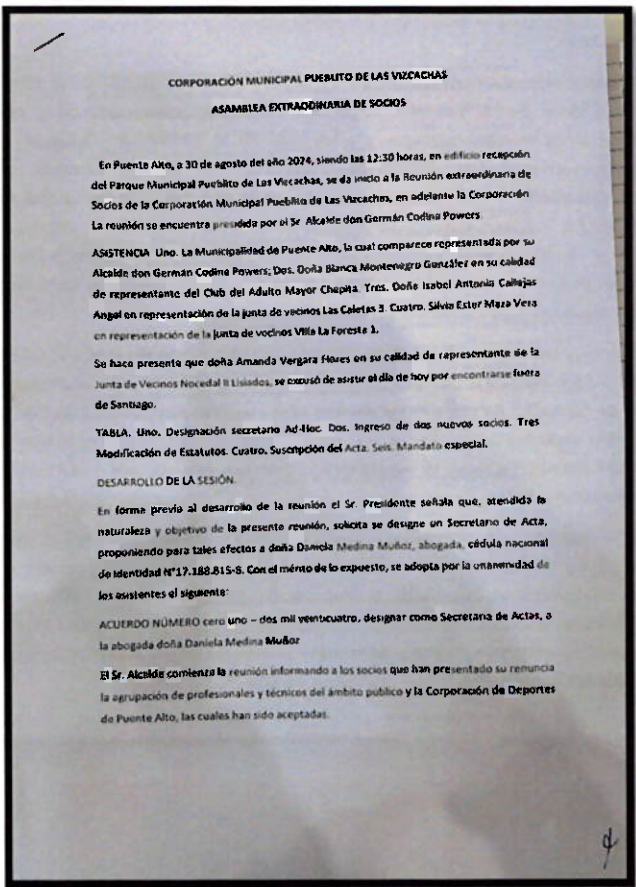 CORPORACIÓN MUNICIPAL PUEBLITO DE LAS VIZCACHAS
ASAMBLEA EXTRAODINARIA DE SOCIOS
En Puente Alto, a 30 de agosto del año 2024, siendo las 12:30 horas, en edificio recepción
del Parque Municipal Pueblito de Las Vizcachas, se da inicio a la Reunión extraordinaria de
Socios de la Corporación Municipal Pueblito de Las Vizcachas, en adelante la Corporación
La reunión se encuentra presidida por el Sr. Alcalde don Germán Codina Powers.
ASISTENCIA Uno. La Municipalidad de Puente Alto, la cual comparece representada por su
Alcalde don Germán Codina Powers; Dos. Doña Blanca Montenegro González en su calidad
de representante del Club del Adulto Mayor Chepita. Tres. Doña Isabel Antonia Callejas
Angel en representación de la junta de vecinos Las Caletas 3. Cuatro. Silvia Ester Maza Vera
en representación de la junta de vecinos Villa La Foresta 1.
Se hace presente que doña Amanda Vergara Flores en su calidad de representante de la
Junta de Vecinos Nocedal II Lisiados, se excusó de asistir el día de hoy por encontrarse fuera
de Santiago.
TABLA. Uno. Designación secretario Ad-Hoc. Dos. Ingreso de dos nuevos socios. Tres
Modificación de Estatutos. Cuatro. Suscripción del Acta. Seis. Mandato especial.
DESARROLLO DE LA SESIÓN.
En forma previa al desarrollo de la reunión el Sr. Presidente señala que, atendida la
naturaleza y objetivo de la presente reunión, solicita se designe un Secretario de Acta,
proponiendo para tales efectos a doña Daniela Medina Muñoz, abogada, cédula nacional
de identidad N°17.188.815-8. Con el mérito de lo expuesto, se adopta por la unanimidad de
los asistentes el siguiente:
ACUERDO NÚMERO cero uno – dos mil veinticuatro, designar como Secretaria de Actas, a
la abogada doña Daniela Medina Muñoz
El Sr. Alcalde comienza la reunión informando a los socios que han presentado su renuncia
la agrupación de profesionales y técnicos del ámbito público y la Corporación de Deportes
de Puente Alto, las cuales han sido aceptadas.